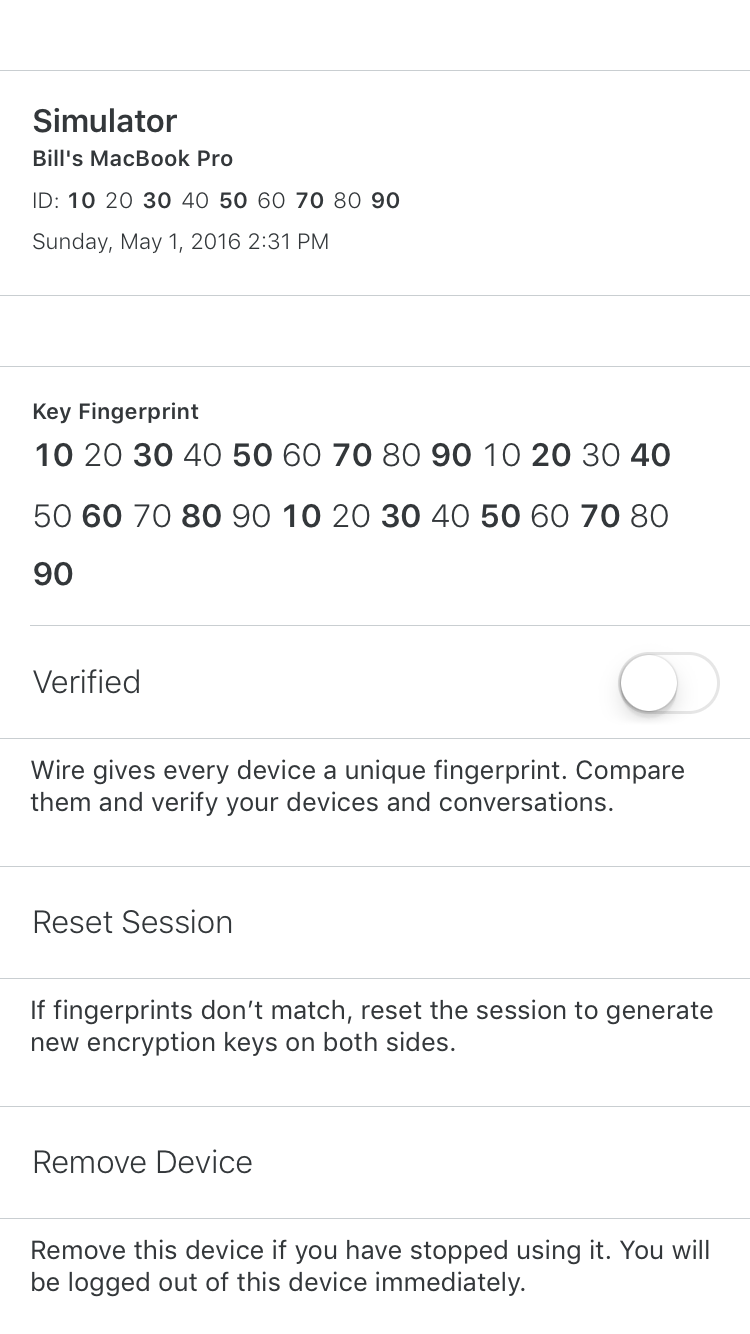 Simulator
Bill's MacBook Pro
ID: 10 20 30 40 50 60 70 80 90
Sunday, May 1, 2016 2:31 PM
Key Fingerprint
10 20 30 40 50 60 70 80 90 10 20 30 40
50 60 70 80 90 10 20 30 40 50 60 70 80
90
Verified
Wire gives every device a unique fingerprint. Compare
them and verify your devices and conversations.
Reset Session
If fingerprints don’t match, reset the session to generate
new encryption keys on both sides.
Remove Device
Remove this device if you have stopped using it. You will
be logged out of this device immediately.